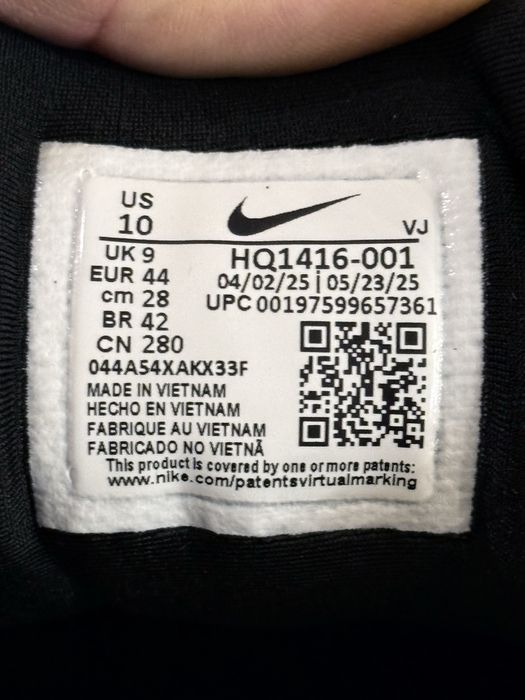 US
10
VJ
UK 9
HQ1416-001
EUR 44
04/02/25 | 05/23/25
cm 28
UPC 00197599657361
BR 42
CN 280
044A54XAKX33F
MADE IN VIETNAM
HECHO EN VIETNAM
FABRIQUE AU VIETNAM
FABRICADO NO VIETNÃ
This product is covered by one or more patents:
www.nike.com/patentsvirtualmarking